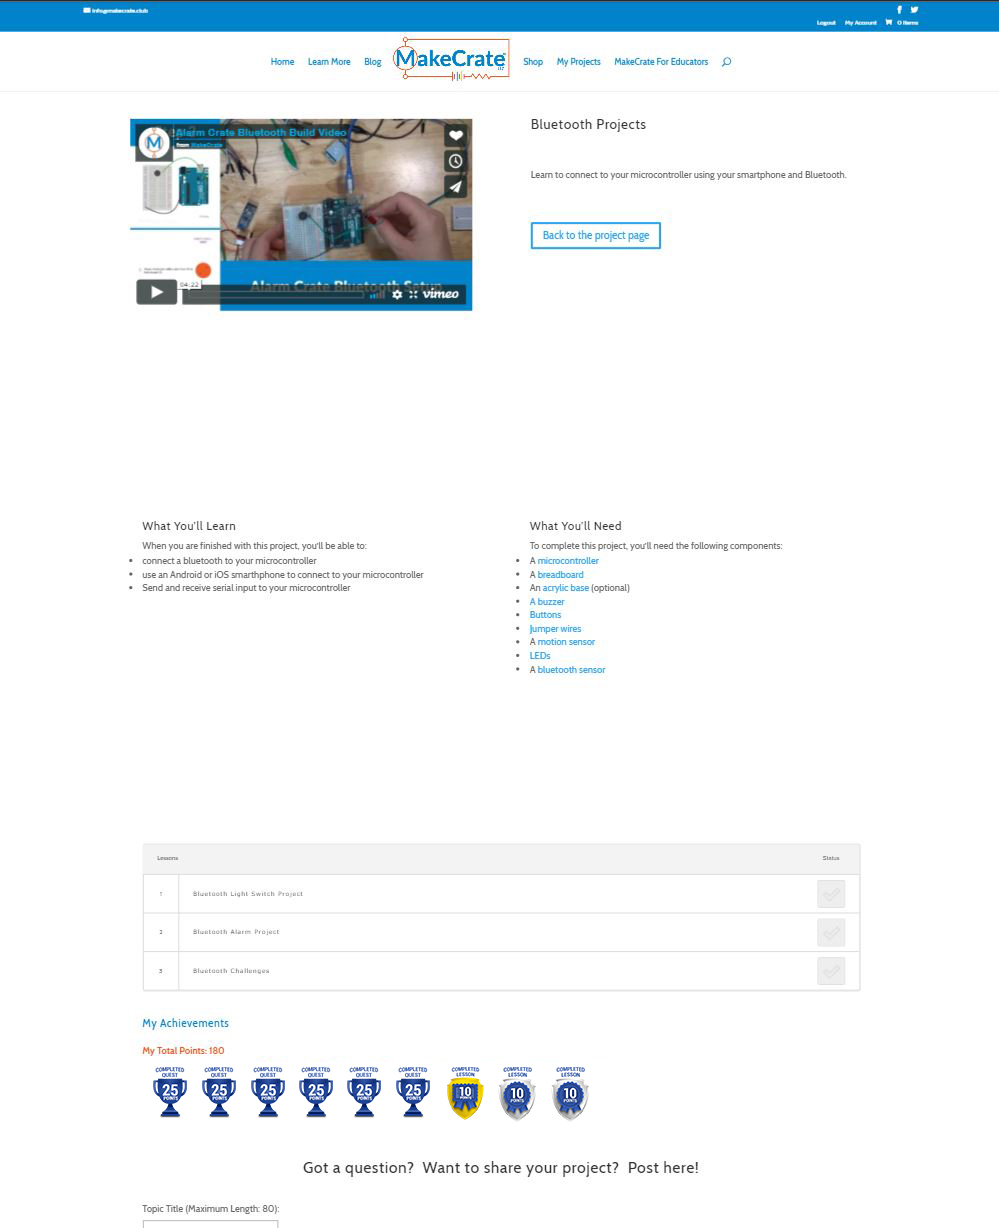 info@makecrate.club
Logout My Account 0 Items
Home Learn More Blog MakeCrate Shop My Projects MakeCrate For Educators
Alarm Crate Bluetooth Build Video
from MakeCrate
M
04:22
Alarm Crate Bluetooth Setup
vimeo
Bluetooth Projects
Learn to connect to your microcontroller using your smartphone and Bluetooth.
Back to the project page
What You'll Learn
When you are finished with this project, you'll be able to:
connect a bluetooth to your microcontroller
use an Android or iOS smarthphone to connect to your microcontroller
Send and receive serial input to your microcontroller
What You'll Need
To complete this project, you'll need the following components:
A microcontroller
A breadboard
An acrylic base (optional)
A buzzer
Buttons
Jumper wires
A motion sensor
LEDs
A bluetooth sensor
Lessons Status
1 Bluetooth Light Switch Project
2 Bluetooth Alarm Project
3 Bluetooth Challenges
My Achievements
My Total Points: 180
COMPLETED COMPLETED COMPLETED COMPLETED COMPLETED COMPLETED COMPLETED COMPLETED COMPLETED
QUEST QUEST QUEST QUEST QUEST QUEST LESSON LESSON LESSON
25 25 25 25 25 25 10 10 10
POINTS POINTS POINTS POINTS POINTS POINTS POINTS POINTS POINTS
Got a question? Want to share your project? Post here!
Topic Title (Maximum Length: 80):